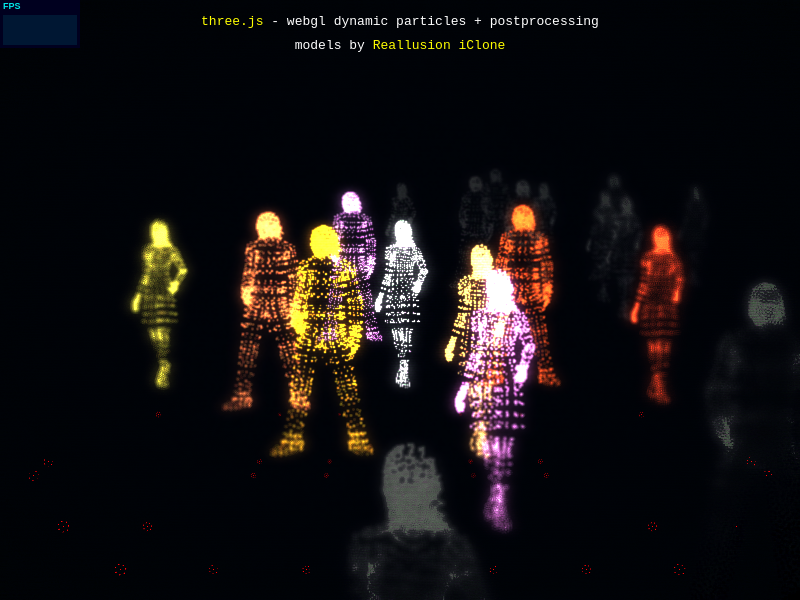 FPS
three.js - webgl dynamic particles + postprocessing
models by Reallusion iClone